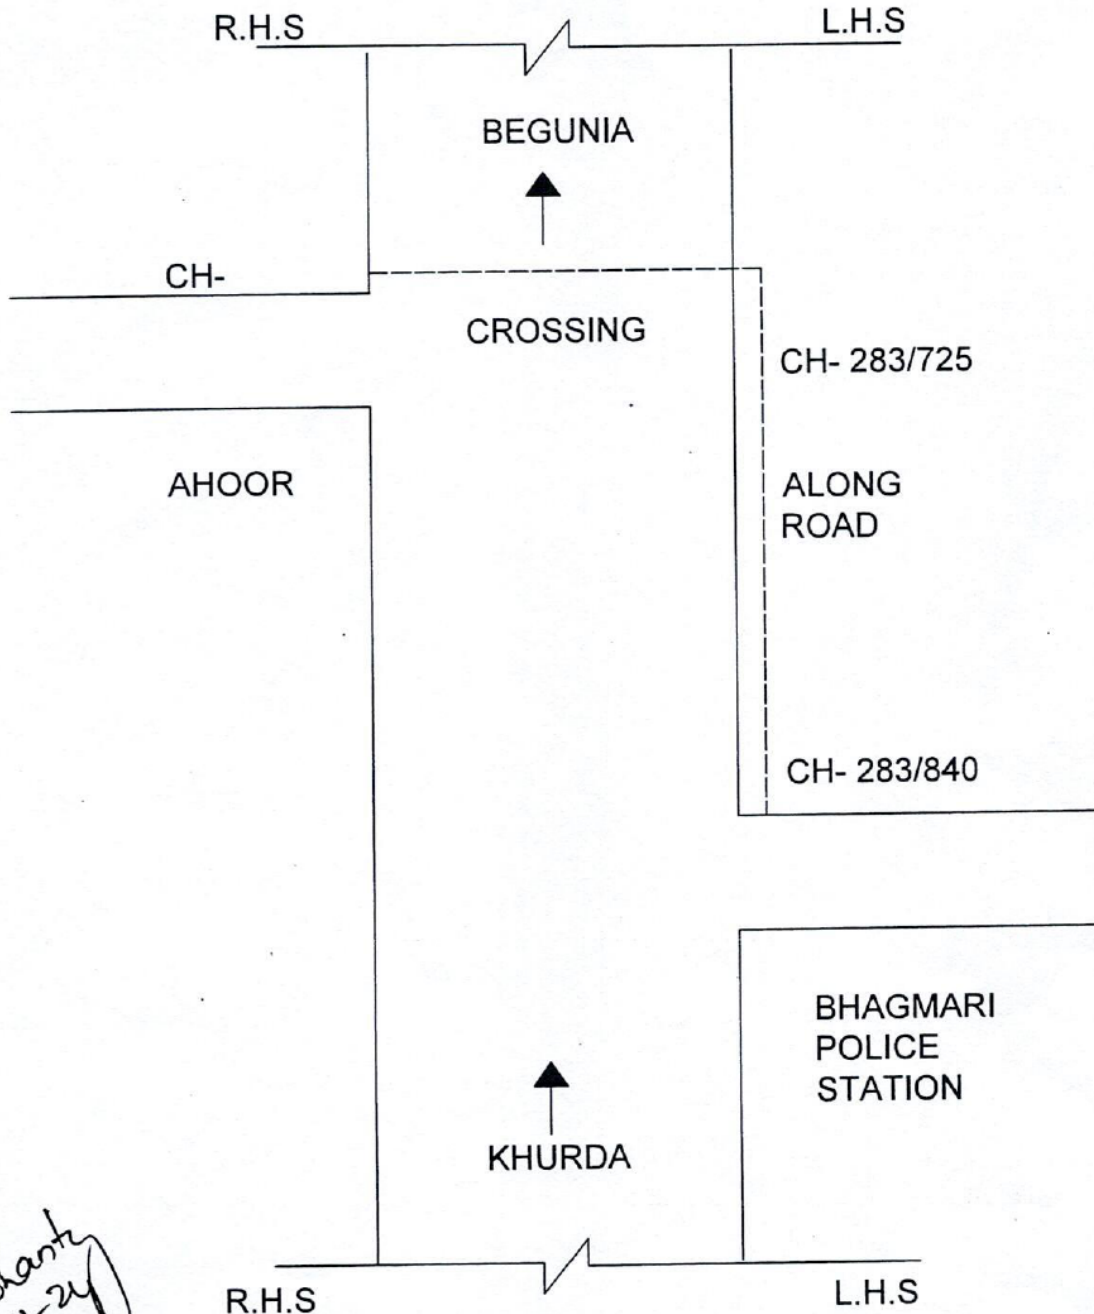 R.H.S
L.H.S
BEGUNIA
CH-
CROSSING
CH- 283/725
AHOOR
ALONG
ROAD
CH- 283/840
BHAGMARI
POLICE
STATION
KHURDA
R.H.S
L.H.S